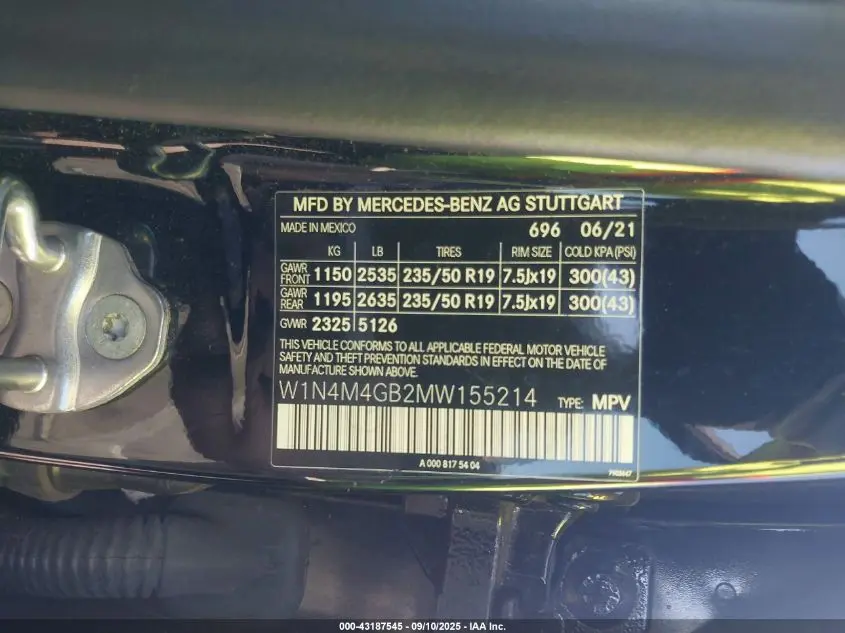 MFD BY MERCEDES-BENZ AG STUTTGART
MADE IN MEXICO 696 06/21
KG LB TIRES RIM SIZE COLD KPA (PSI)
GAWR FRONT 1150 2535 235/50 R19 7.5Jx19 300(43)
GAWR REAR 1195 2635 235/50 R19 7.5Jx19 300(43)
GVWR 2325 5126
THIS VEHICLE CONFORMS TO ALL APPLICABLE FEDERAL MOTOR VEHICLE
SAFETY AND THEFT PREVENTION STANDARDS IN EFFECT ON THE DATE OF
MANUFACTURE SHOWN ABOVE.
W1N4M4GB2MW155214 TYPE: MPV
A 000 817 54 04
000-43187545 - 09/10/2025 - IAA Inc.